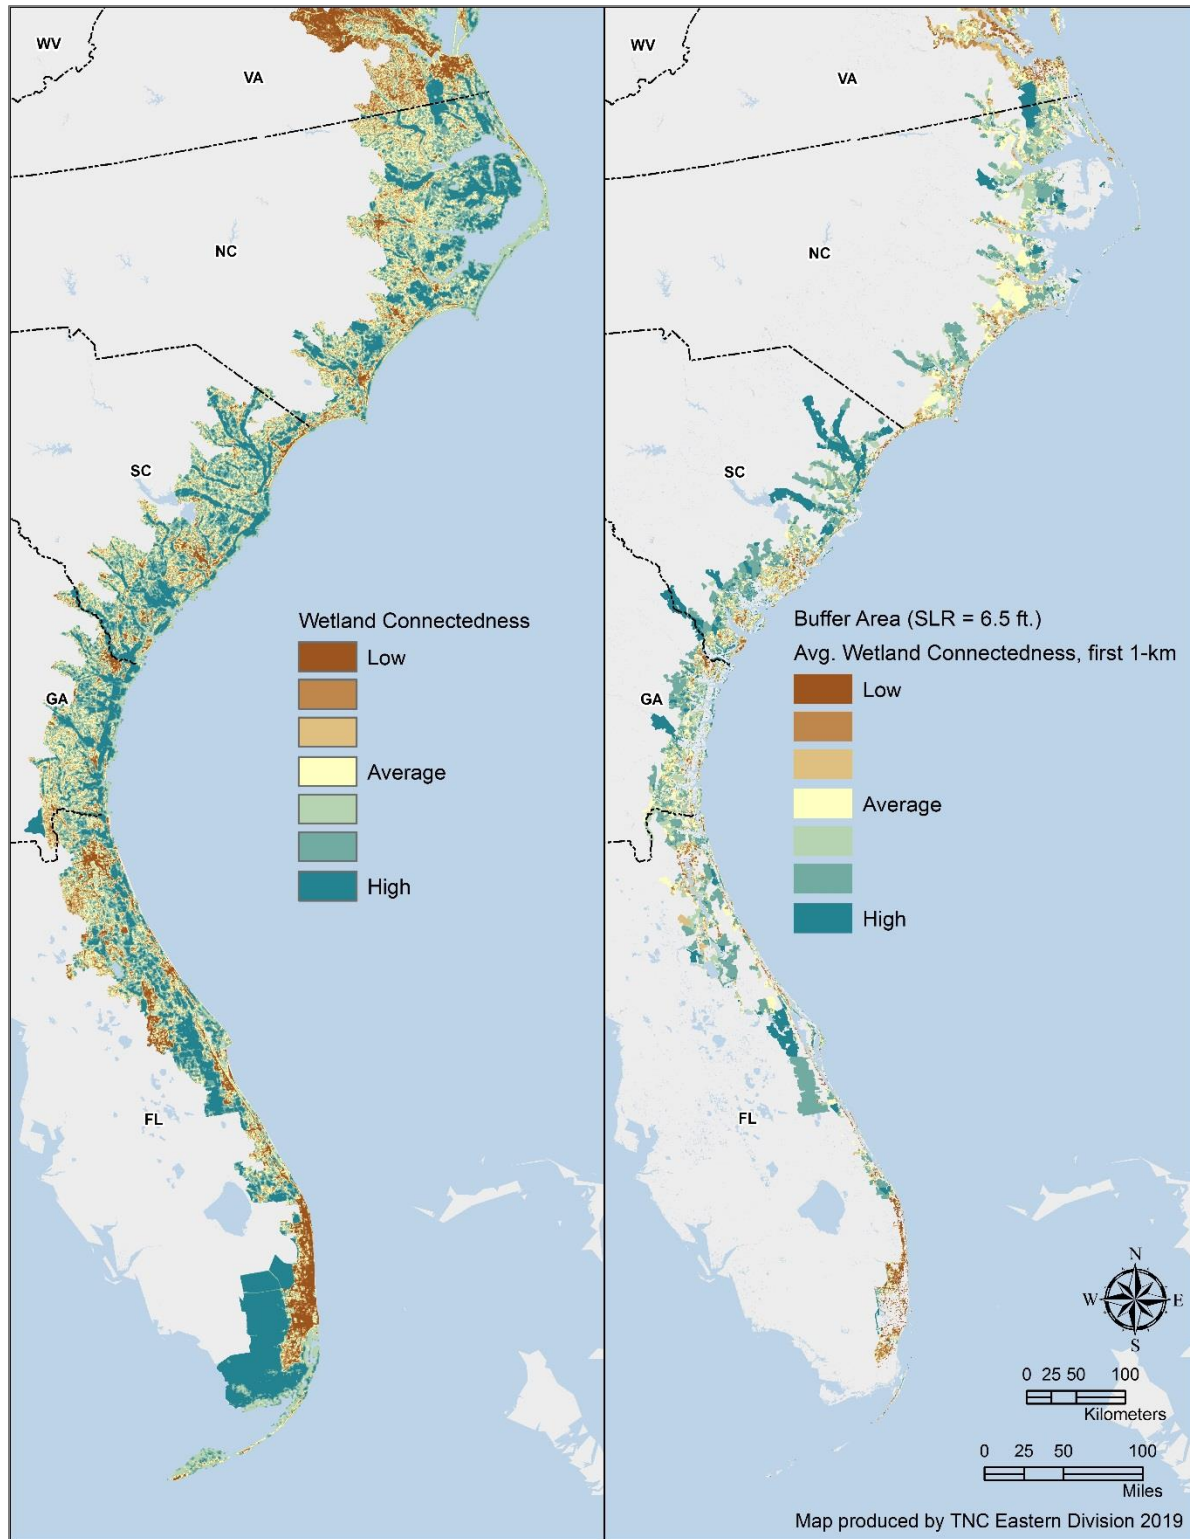 WV
VA
NC
SC
GA
FL
Wetland Connectedness
Low
Average
High
WV
VA
NC
SC
GA
FL
Buffer Area (SLR = 6.5 ft.)
Avg. Wetland Connectedness, first 1-km
Low
Average
High
N
W E
S
0 25 50 100
Kilometers
0 25 50 100
Miles
Map produced by TNC Eastern Division 2019